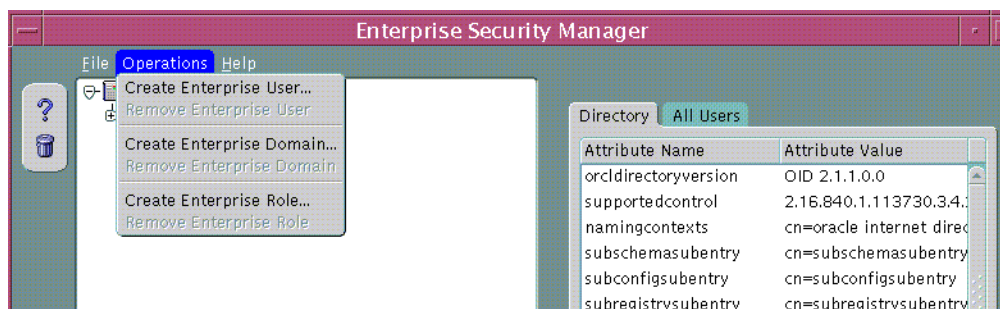 Enterprise Security Manager
File Operations Help
Create Enterprise User...
Remove Enterprise User
Create Enterprise Domain...
Remove Enterprise Domain
Create Enterprise Role...
Remove Enterprise Role
?
Directory All Users
Attribute Name Attribute Value
orcldirectoryversion OID 2.1.1.0.0
supportedcontrol 2.16.840.1.113730.3.4.
namingcontexts cn=oracle internet direc
subschemasubentry cn=subschemasubentry
subconfigsubentry cn=subconfigsubentry
subregistrysubentry cn=subregistrysubentry